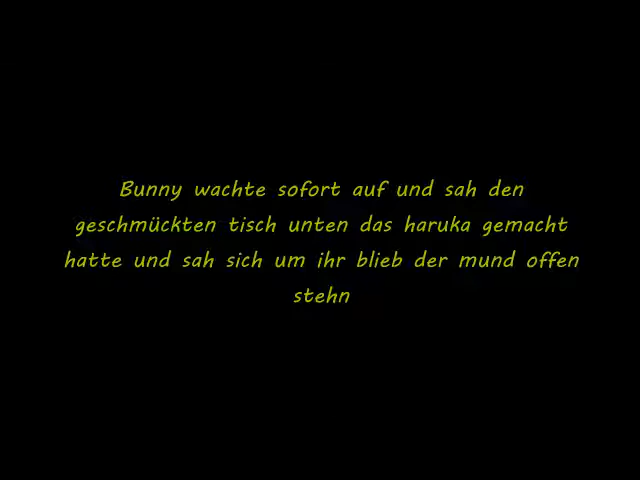 Bunny wachte sofort auf und sah den
geschmückten tisch unten das haruka gemacht
hatte und sah sich um ihr blieb der mund offen
stehn